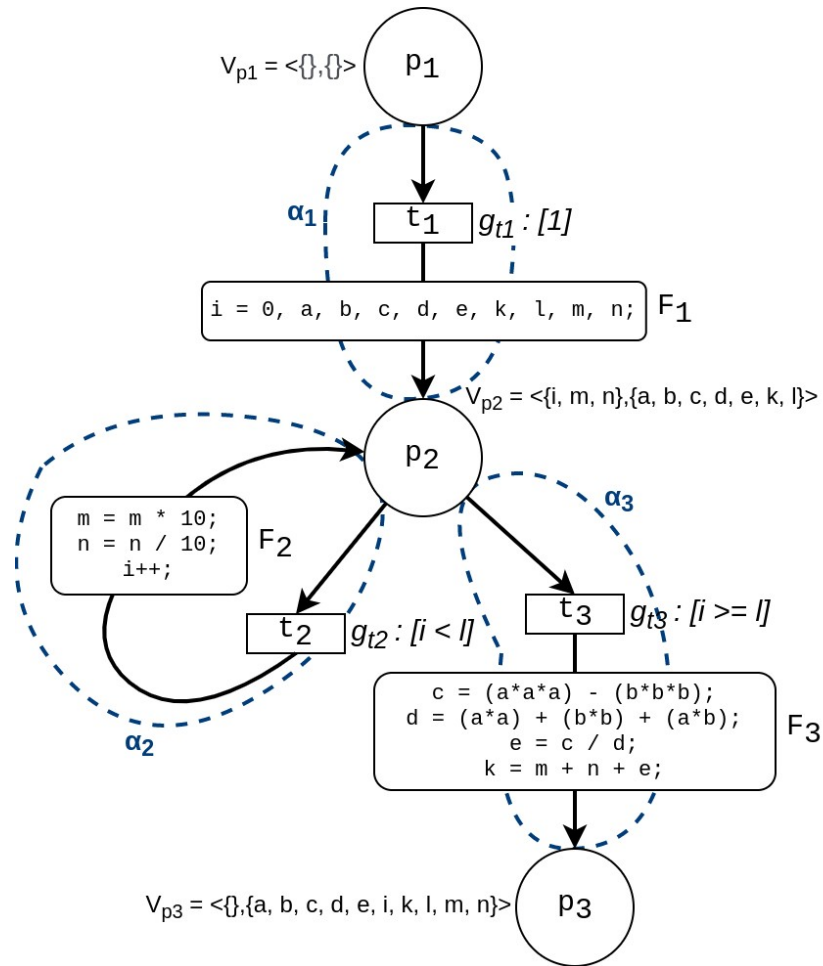 p1
Vp1 = <{},{}>
α1
t1
gt1 : [1]
i = 0, a, b, c, d, e, k, l, m, n;
F1
Vp2 = <{i, m, n},{a, b, c, d, e, k, l}>
p2
α3
m = m * 10;
n = n / 10;
i++;
F2
t2
gt2 : [i < l]
t3
gt3 : [i >= l]
α2
c = (a*a*a) - (b*b*b);
d = (a*a) + (b*b) + (a*b);
e = c / d;
k = m + n + e;
F3
Vp3 = <{},{a, b, c, d, e, i, k, l, m, n}>
p3